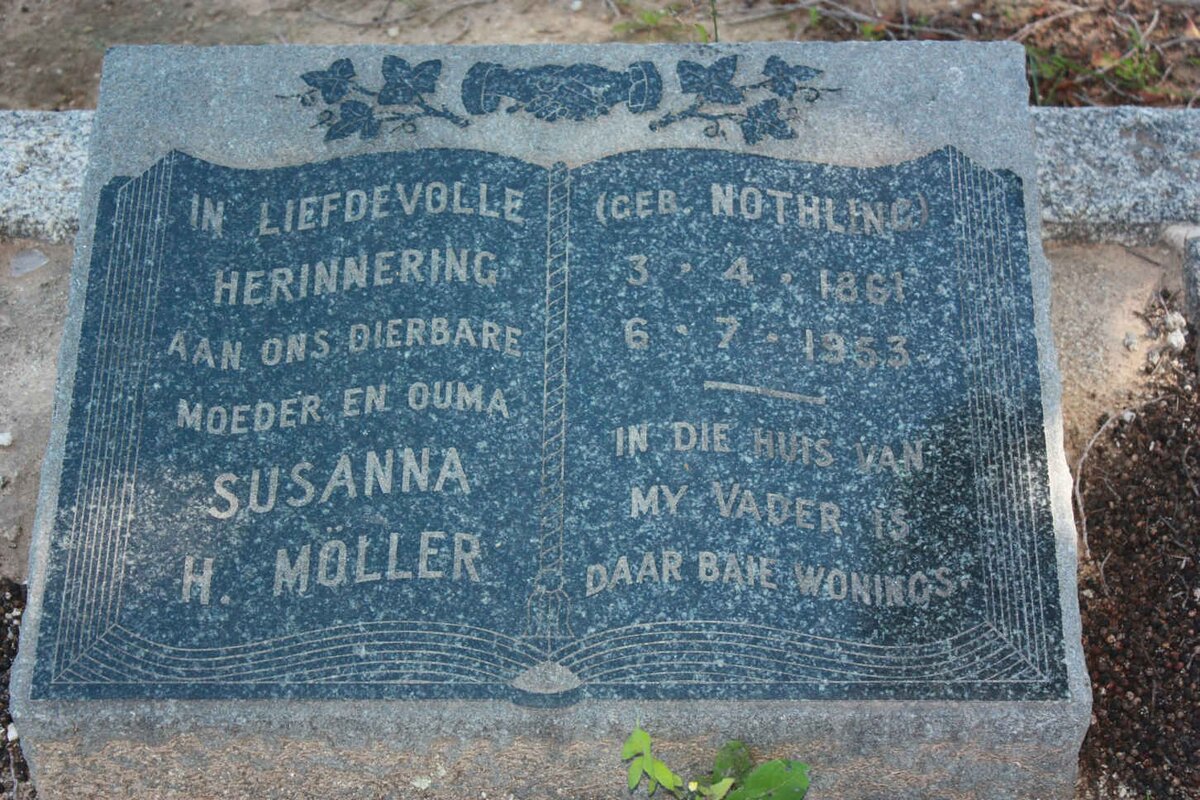 IN LIEFDEVOLLE
HERINNERING
AAN ONS DIERBARE
MOEDER EN OUMA
SUSANNA
H. MÖLLER
(GEB. NOTHLING)
3 · 4 · 1861
6 · 7 · 1953
IN DIE HUIS VAN
MY VADER IS
DAAR BAIE WONINGS.